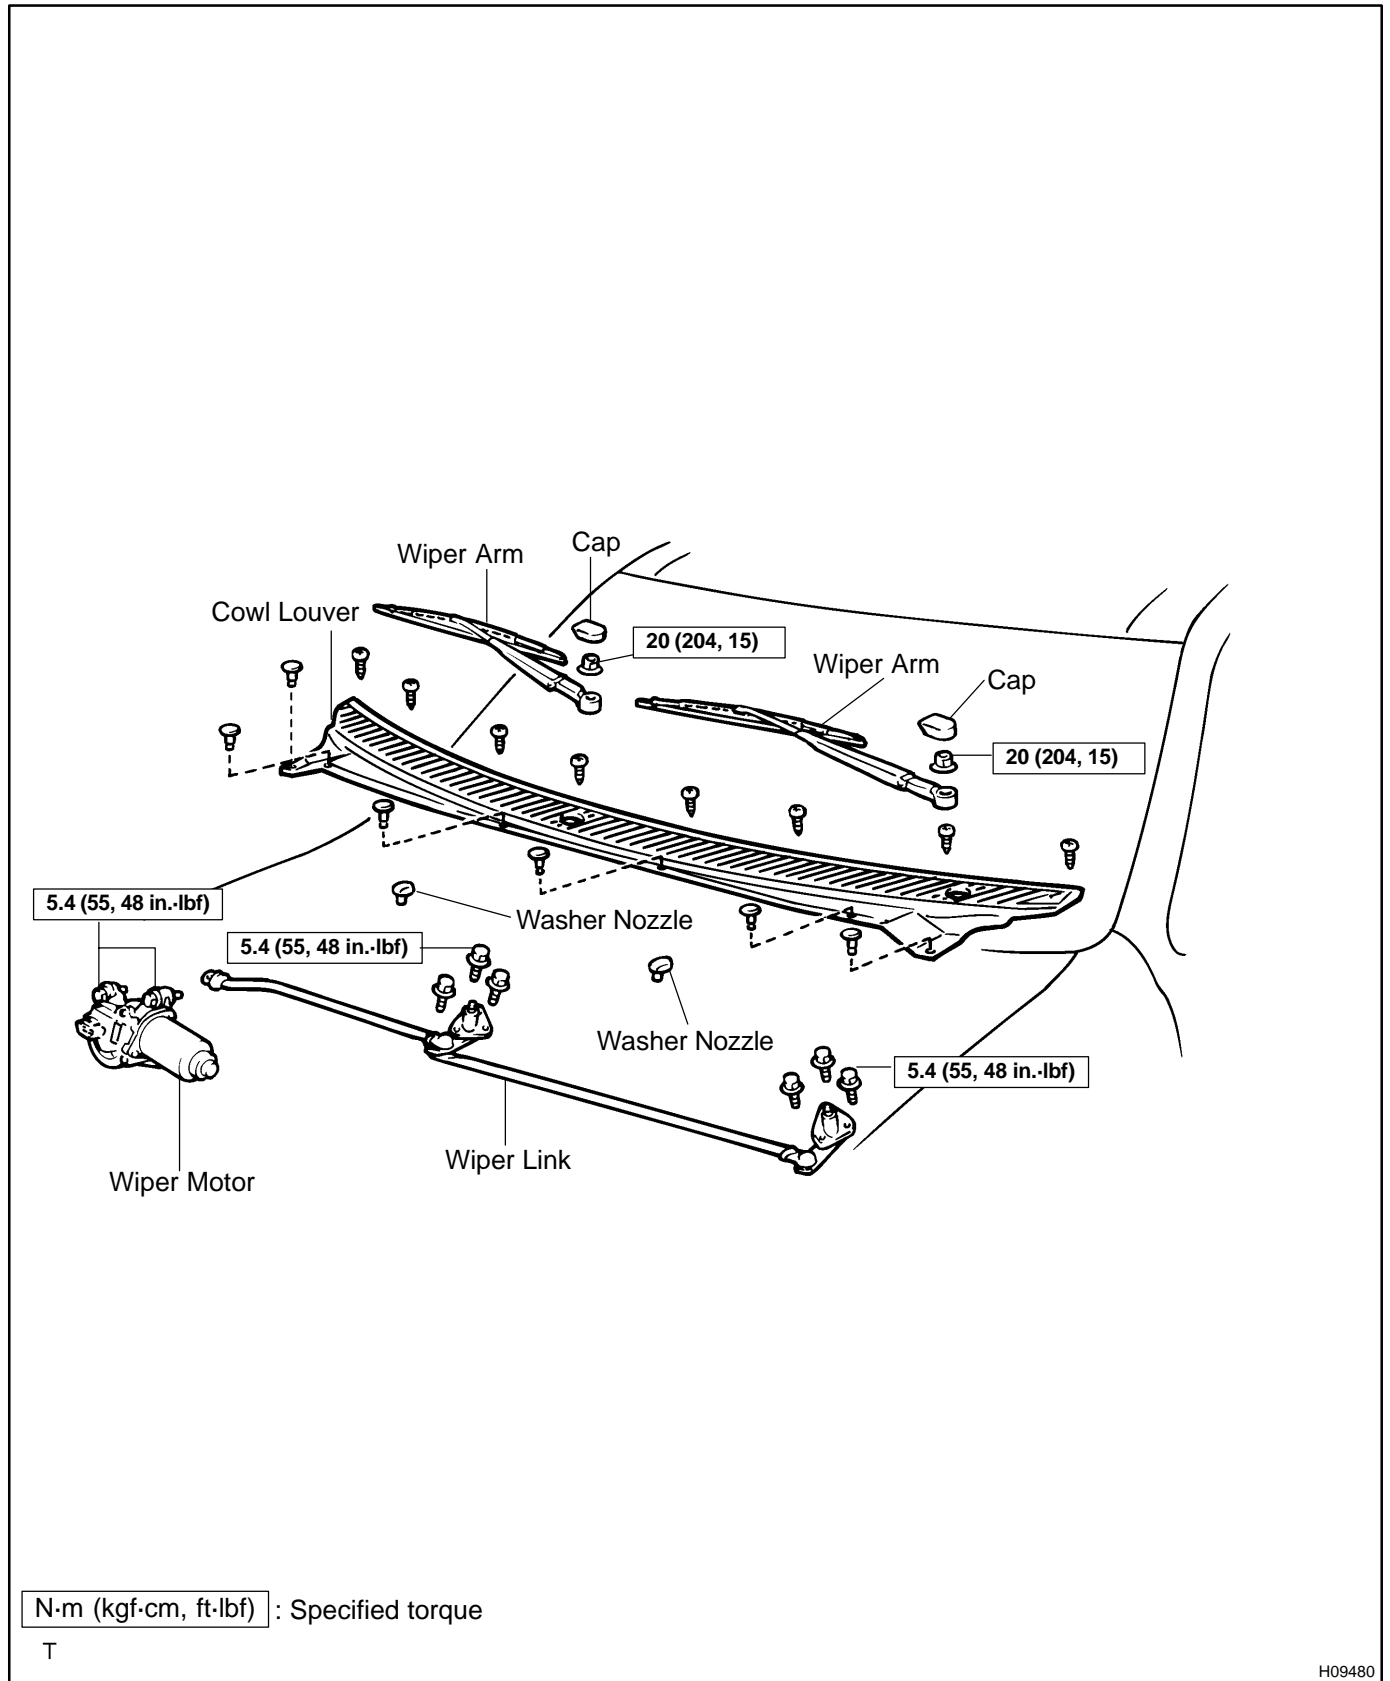 Wiper Arm
Cap
Cowl Louver
20 (204, 15)
Wiper Arm
Cap
20 (204, 15)
5.4 (55, 48 in.·lbf)
Washer Nozzle
5.4 (55, 48 in.·lbf)
Washer Nozzle
5.4 (55, 48 in.·lbf)
Wiper Link
Wiper Motor
N·m (kgf·cm, ft·lbf) : Specified torque
T
H09480